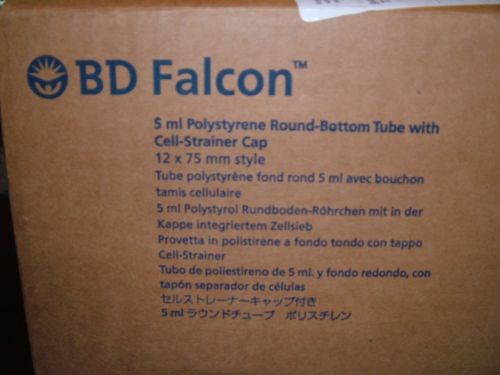 BD Falcon™
5 ml Polystyrene Round-Bottom Tube with
Cell-Strainer Cap
12 x 75 mm style
Tube polystyrène fond rond 5 ml avec bouchon
tamis cellulaire
5 ml Polystyrol Rundboden-Röhrchen mit in der
Kappe integriertem Zellsieb
Provetta in polistirene a fondo tondo con tappo
Cell-Strainer
Tubo de poliestireno de 5 ml. y fondo redondo, con
tapón separador de células
セルストレーナーキャップ付き
5 ml ラウンドチューブ ポリスチレン